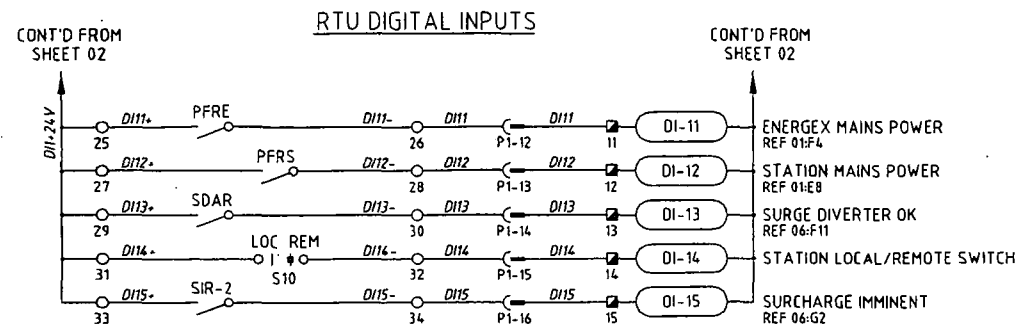 RTU DIGITAL INPUTS
CONT'D FROM
SHEET 02
CONT'D FROM
SHEET 02
DI1+24V
DI11+ PFRE DI11- DI11 DI11 DI-11 ENERGEX MAINS POWER
25 26 P1-12 11 REF 01:F4
DI12+ PFRS DI12- DI12 DI12 DI-12 STATION MAINS POWER
27 28 P1-13 12 REF 01:E8
DI13+ SDAR DI13- DI13 DI13 DI-13 SURGE DIVERTER OK
29 30 P1-14 13 REF 06:F11
LOC REM
DI14+ DI14- DI14 DI14 DI-14 STATION LOCAL/REMOTE SWITCH
31 S10 32 P1-15 14
DI15+ SIR-2 DI15- DI15 DI15 DI-15 SURCHARGE IMMINENT
33 34 P1-16 15 REF 06:G2